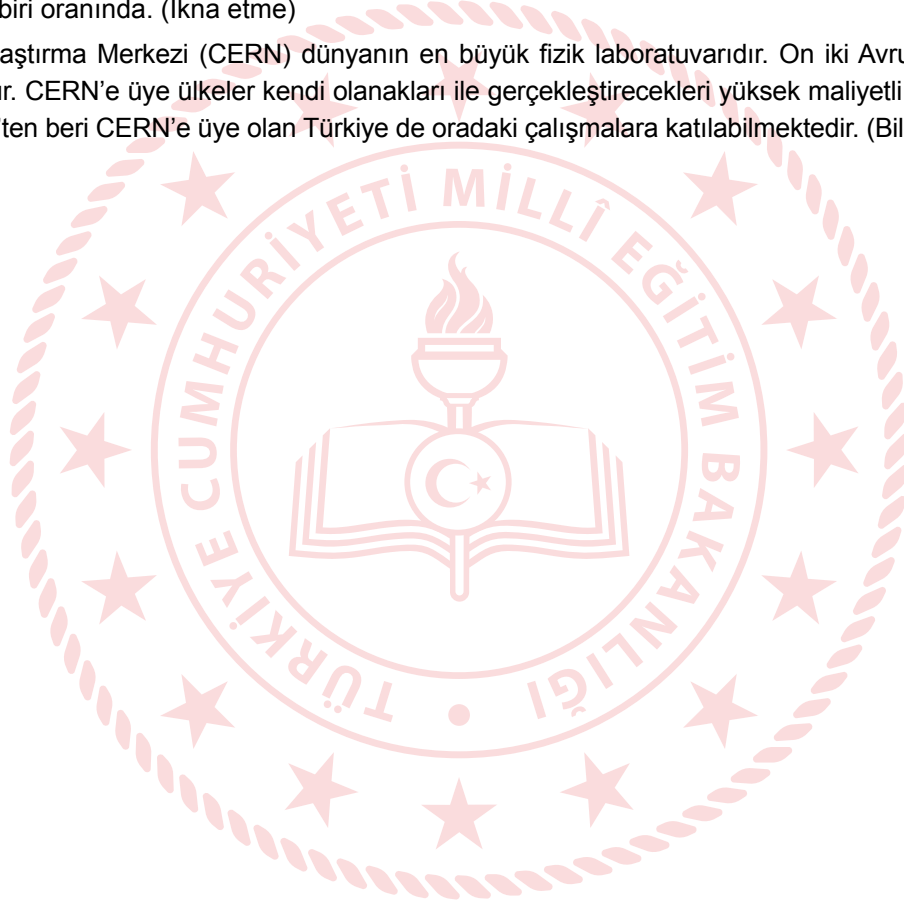 biri oranında. (İkna etme)
aştırma Merkezi (CERN) dünyanın en büyük fizik laboratuvarıdır. On iki Avru
ır. CERN’e üye ülkeler kendi olanakları ile gerçekleştirecekleri yüksek maliyetli
’ten beri CERN’e üye olan Türkiye de oradaki çalışmalara katılabilmektedir. (Bil
TÜRKİYE CUMHURİYETİ MİLLÎ EĞİTİM BAKANLIĞI